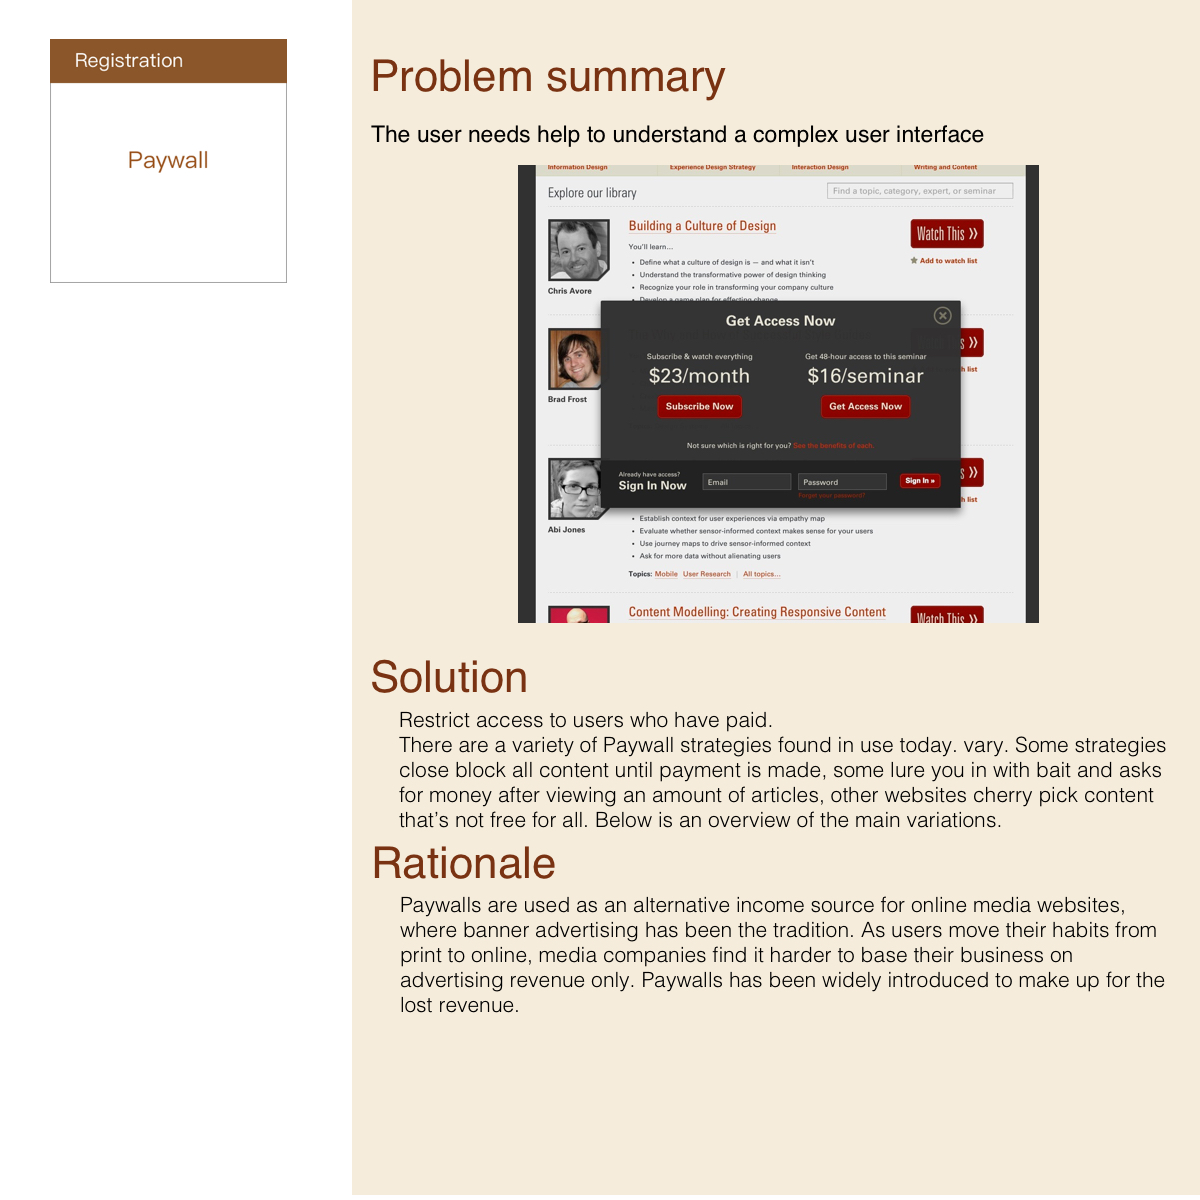 Registration
Paywall
Problem summary
The user needs help to understand a complex user interface
Information Design
Experience Design Strategy
Interaction Design
Writing and Content
Explore our library
Find a topic, category, expert, or seminar
Building a Culture of Design
Watch This »
You'll learn...
• Define what a culture of design is — and what it isn't
Add to watch list
• Understand the transformative power of design thinking
• Recognize your role in transforming your company culture
Chris Avore
• Develop a game plan for effecting change
Get Access Now
Subscribe & watch everything
Get 48-hour access to this seminar
$23/month
$16/seminar
Brad Frost
Subscribe Now
Get Access Now
Not sure which is right for you? See the benefits of each.
Already have access?
Sign In Now
Email
Password
Sign In »
Forgot your password?
• Establish context for user experiences via empathy map
Abi Jones
• Evaluate whether sensor-informed context makes sense for your users
• Use journey maps to drive sensor-informed context
• Ask for more data without alienating users
Topics: Mobile User Research | All topics...
Content Modelling: Creating Responsive Content
Watch This »
Solution
Restrict access to users who have paid.
There are a variety of Paywall strategies found in use today. vary. Some strategies
close block all content until payment is made, some lure you in with bait and asks
for money after viewing an amount of articles, other websites cherry pick content
that's not free for all. Below is an overview of the main variations.
Rationale
Paywalls are used as an alternative income source for online media websites,
where banner advertising has been the tradition. As users move their habits from
print to online, media companies find it harder to base their business on
advertising revenue only. Paywalls has been widely introduced to make up for the
lost revenue.